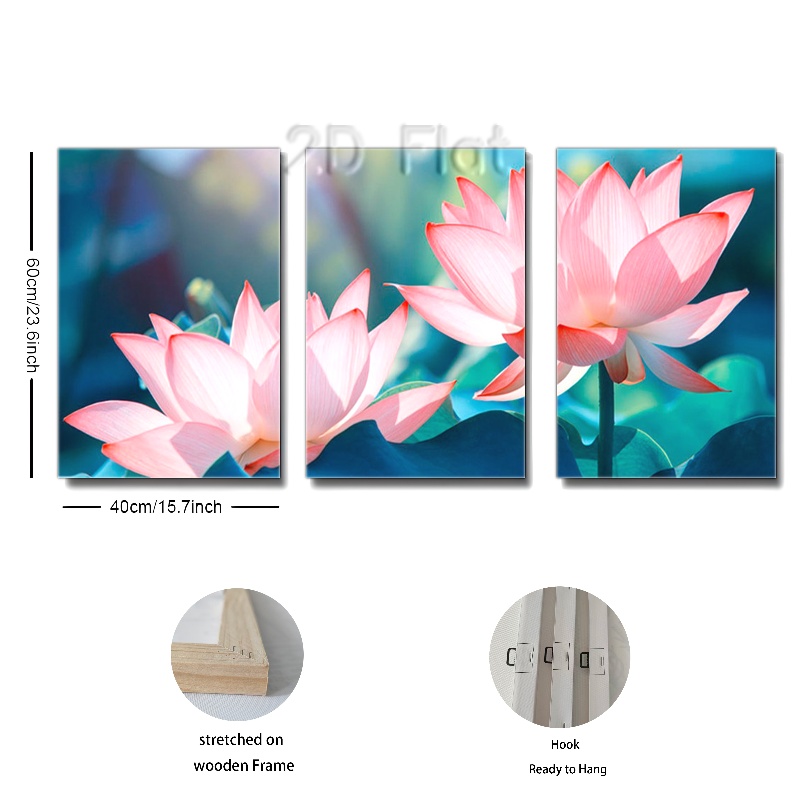 2D Flat
60cm/23.6inch
40cm/15.7inch
stretched on
wooden Frame
Hook
Ready to Hang